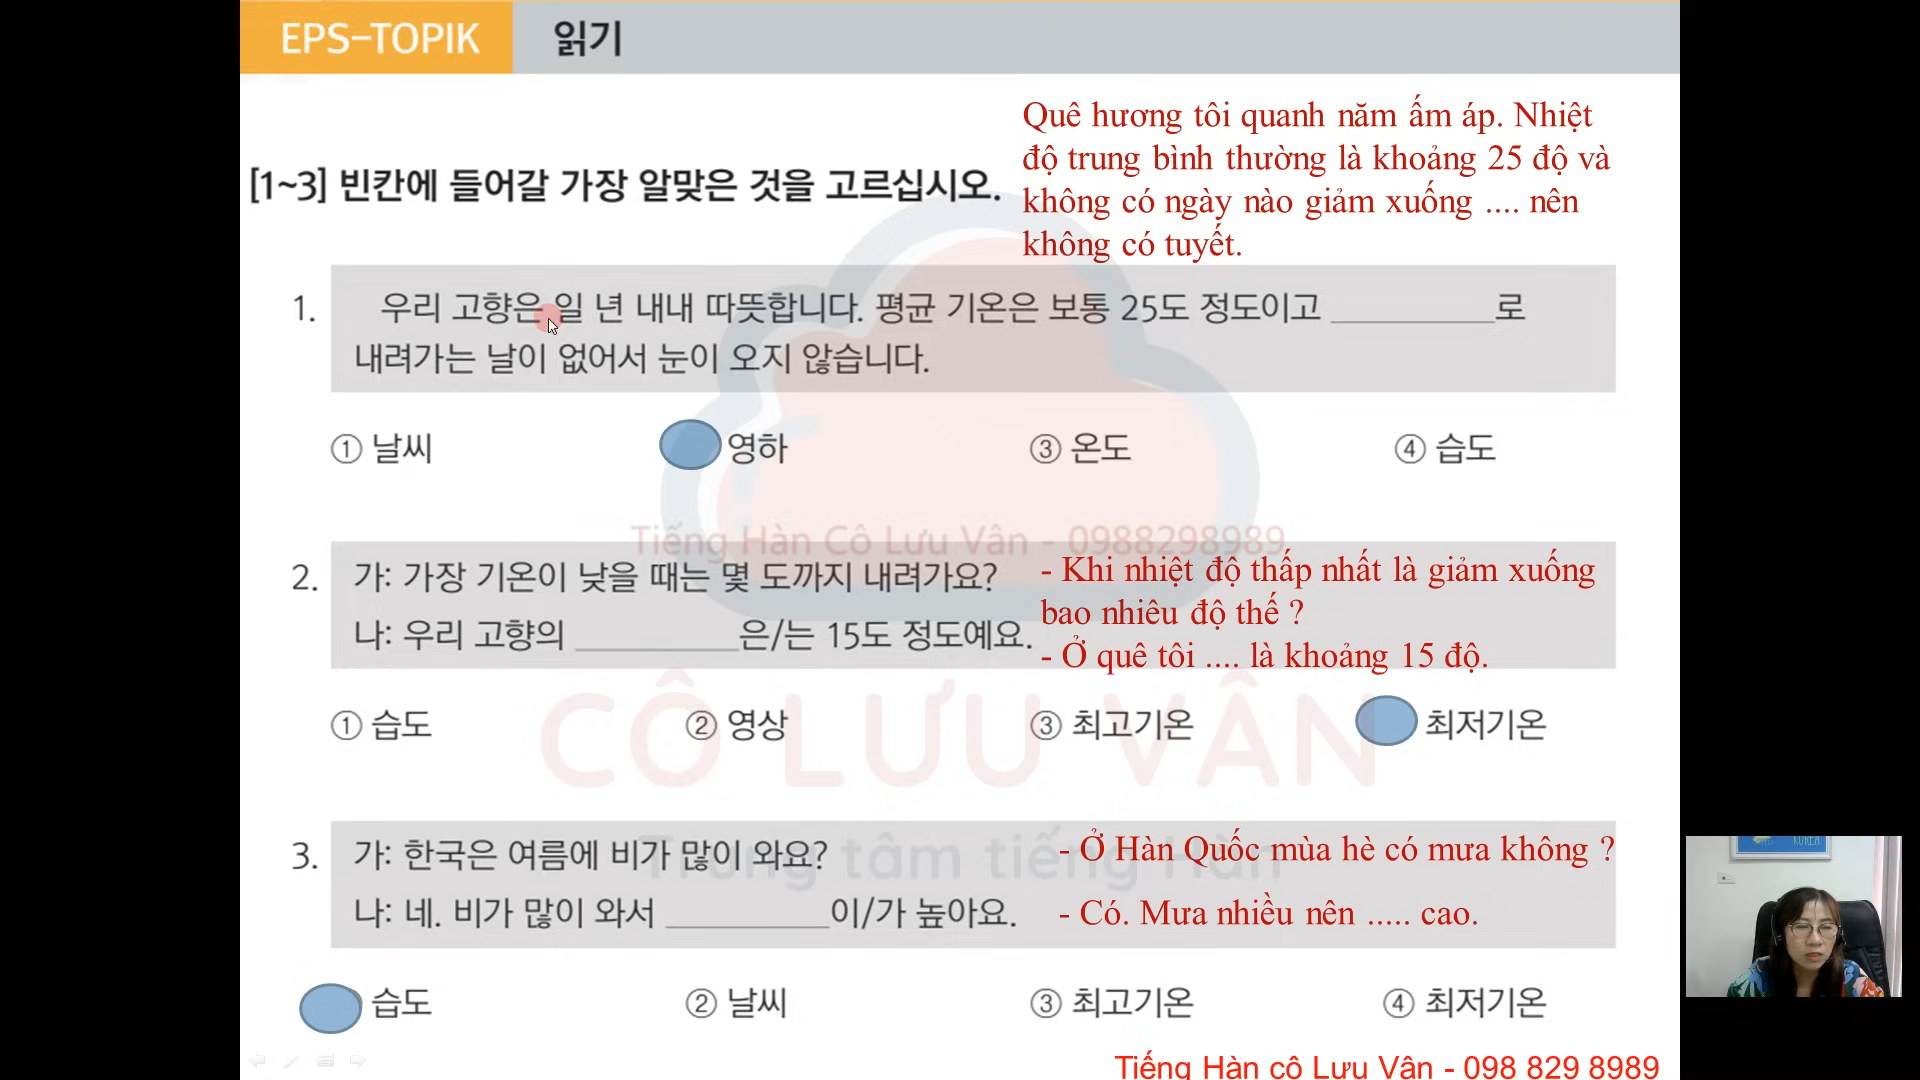 EPS-TOPIK 읽기
Quê hương tôi quanh năm ấm áp. Nhiệt
độ trung bình thường là khoảng 25 độ và
không có ngày nào giảm xuống .... nên
không có tuyết.
[1~3] 빈칸에 들어갈 가장 알맞은 것을 고르십시오.
1. 우리 고향은 일 년 내내 따뜻합니다. 평균 기온은 보통 25도 정도이고 __________로
내려가는 날이 없어서 눈이 오지 않습니다.
① 날씨 영하 ③ 온도 ④ 습도
Tiếng Hàn Cô Lưu Vân - 0988298989
2. 가: 가장 기온이 낮을 때는 몇 도까지 내려가요?
나: 우리 고향의 __________은/는 15도 정도예요.
- Khi nhiệt độ thấp nhất là giảm xuống
bao nhiêu độ thế ?
- Ở quê tôi .... là khoảng 15 độ.
CÔ LƯU VÂN
① 습도 ② 영상 ③ 최고기온 최저기온
Trung tâm tiếng Hàn
3. 가: 한국은 여름에 비가 많이 와요?
나: 네. 비가 많이 와서 __________이/가 높아요.
- Ở Hàn Quốc mùa hè có mưa không ?
- Có. Mưa nhiều nên ..... cao.
습도 ② 날씨 ③ 최고기온 ④ 최저기온
Tiếng Hàn cô Lưu Vân - 098 829 8989
KOREA